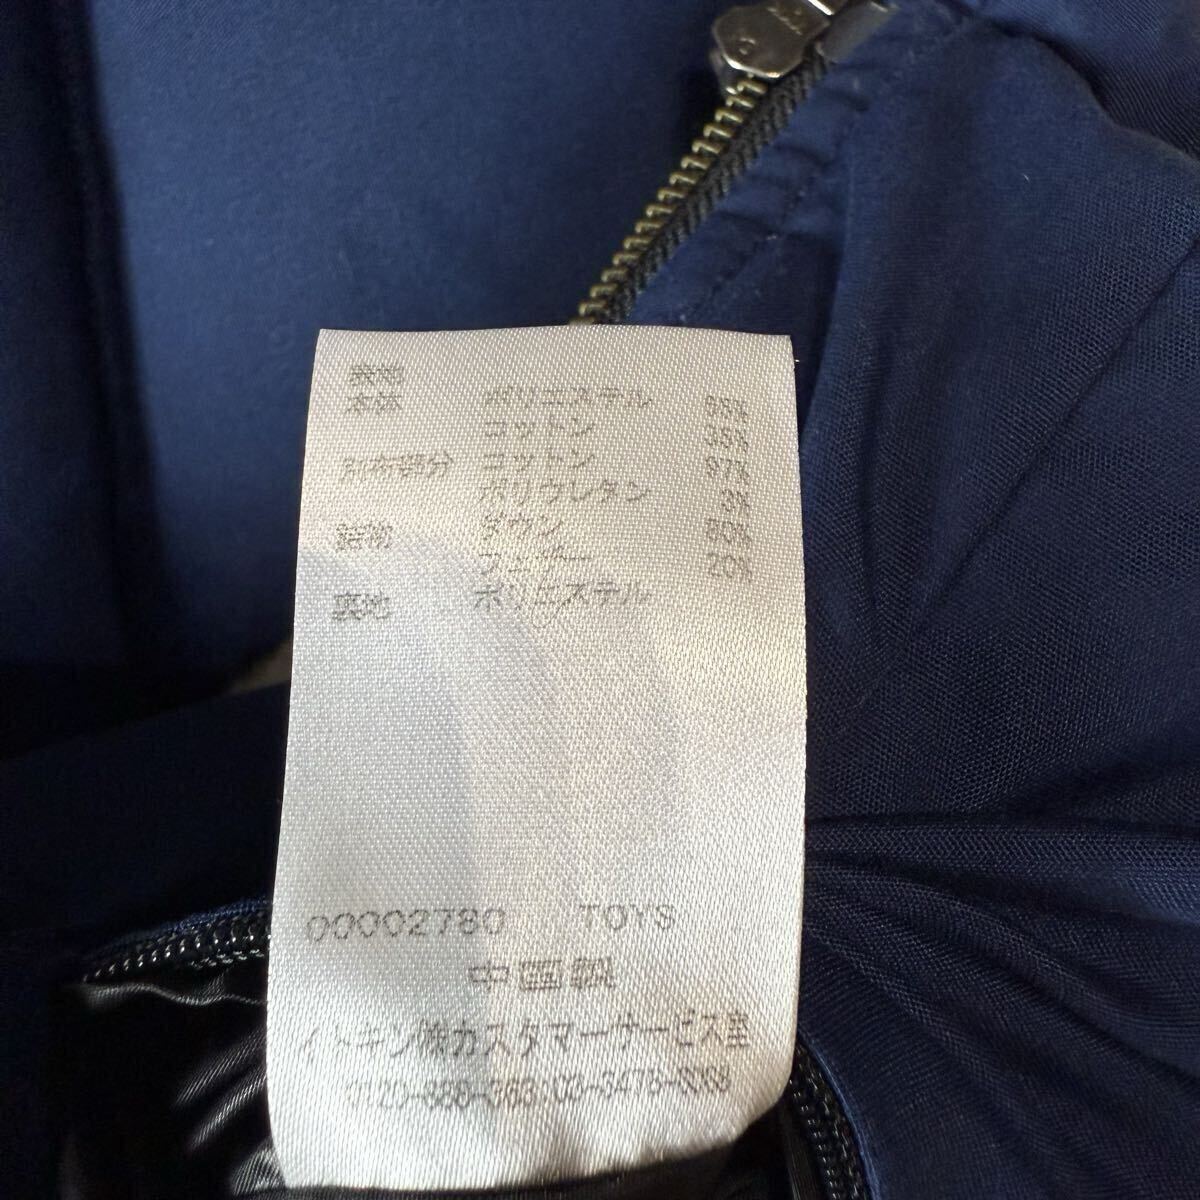 表地
本体 ポリエステル 65%
コットン 35%
別布部分 コットン 97%
ポリウレタン 3%
詰物 ダウン 80%
フェザー 20%
裏地 ポリエステル
00002780 TOYS
中国製
イトキン㈱カスタマーサービス室